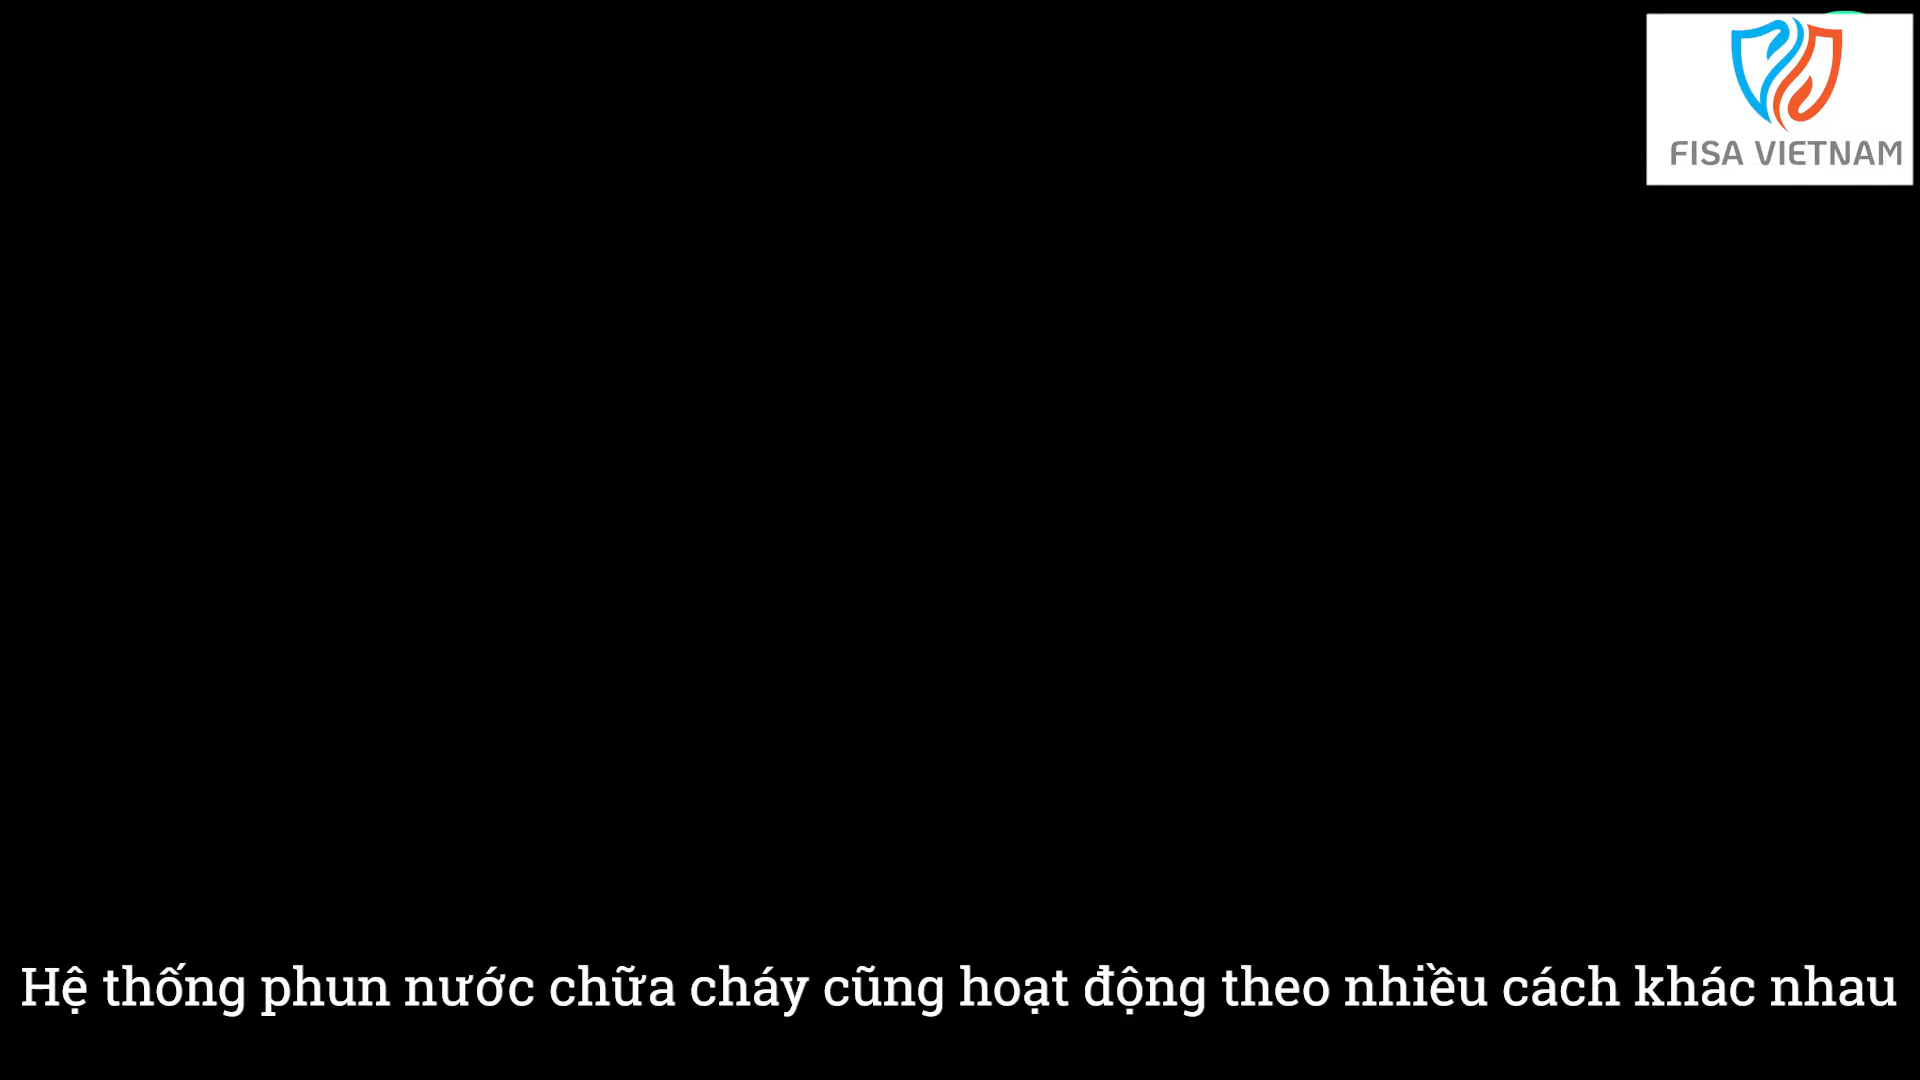 FISA VIETNAM
Hệ thống phun nước chữa cháy cũng hoạt động theo nhiều cách khác nhau